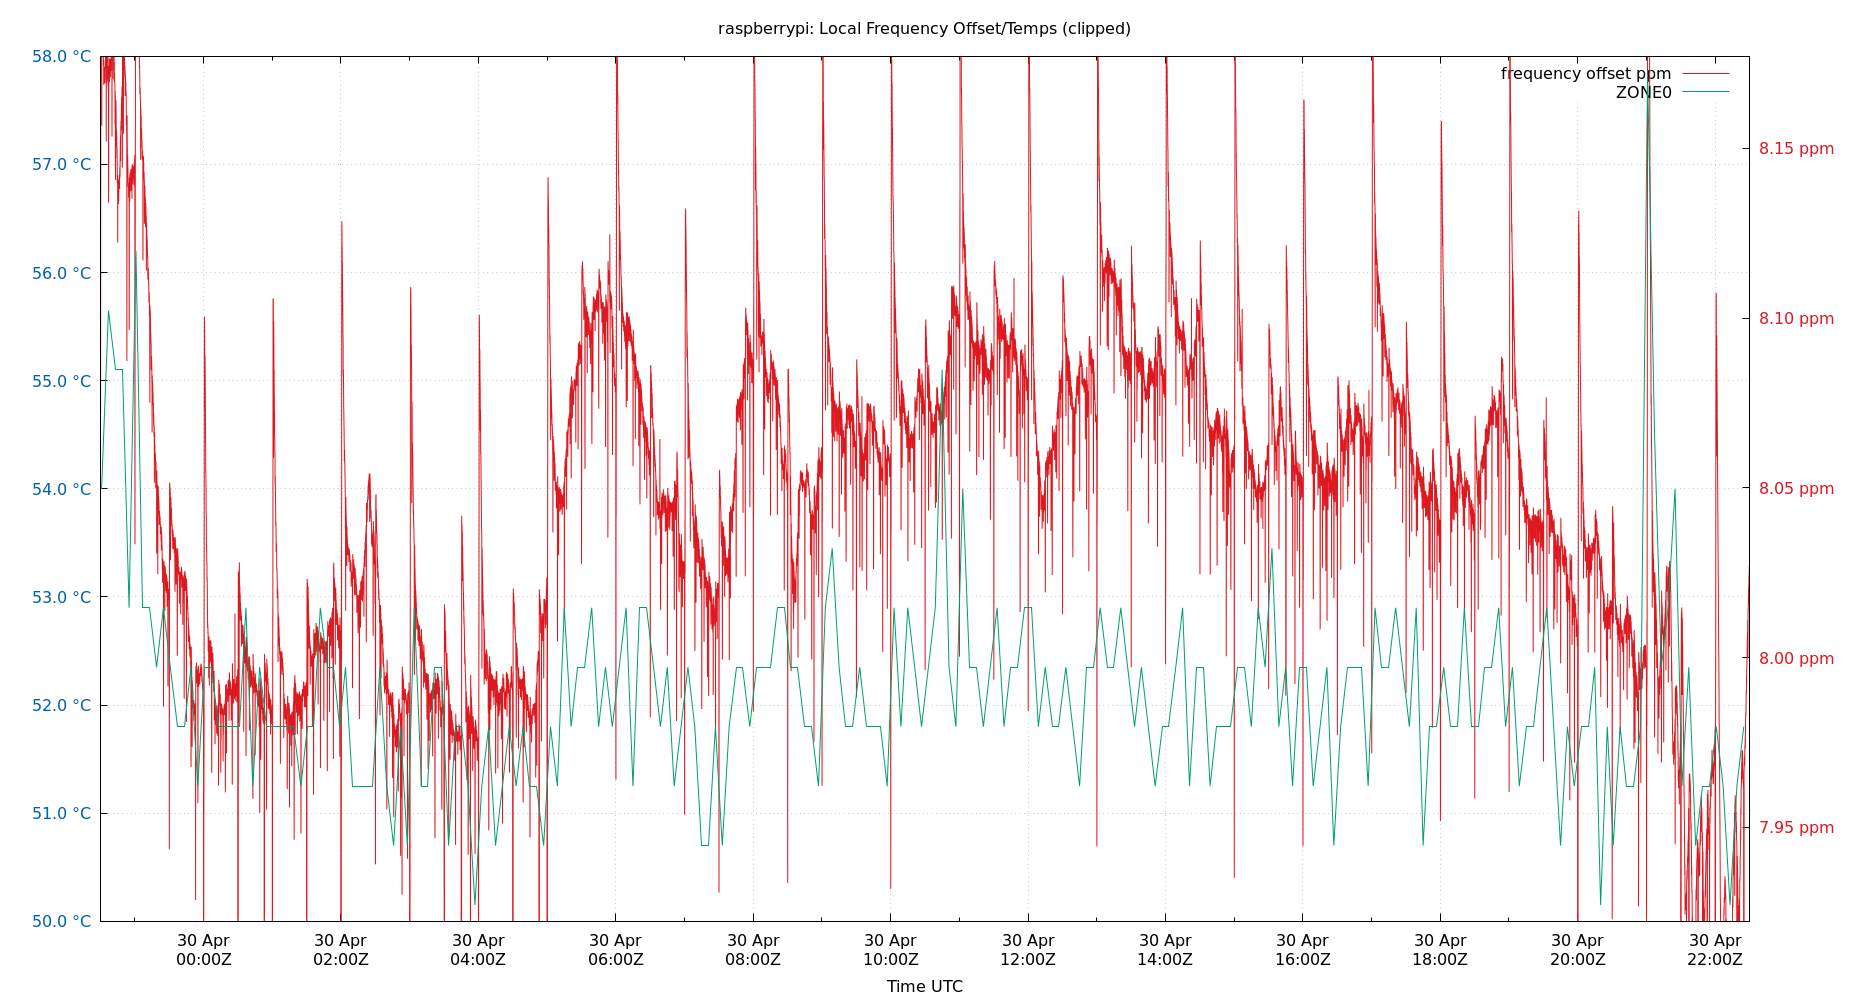 raspberrypi: Local Frequency Offset/Temps (clipped)
frequency offset ppm
ZONE0
58.0 °C
57.0 °C
56.0 °C
55.0 °C
54.0 °C
53.0 °C
52.0 °C
51.0 °C
50.0 °C
8.15 ppm
8.10 ppm
8.05 ppm
8.00 ppm
7.95 ppm
30 Apr 30 Apr 30 Apr 30 Apr 30 Apr 30 Apr 30 Apr 30 Apr 30 Apr 30 Apr 30 Apr 30 Apr
00:00Z 02:00Z 04:00Z 06:00Z 08:00Z 10:00Z 12:00Z 14:00Z 16:00Z 18:00Z 20:00Z 22:00Z
Time UTC